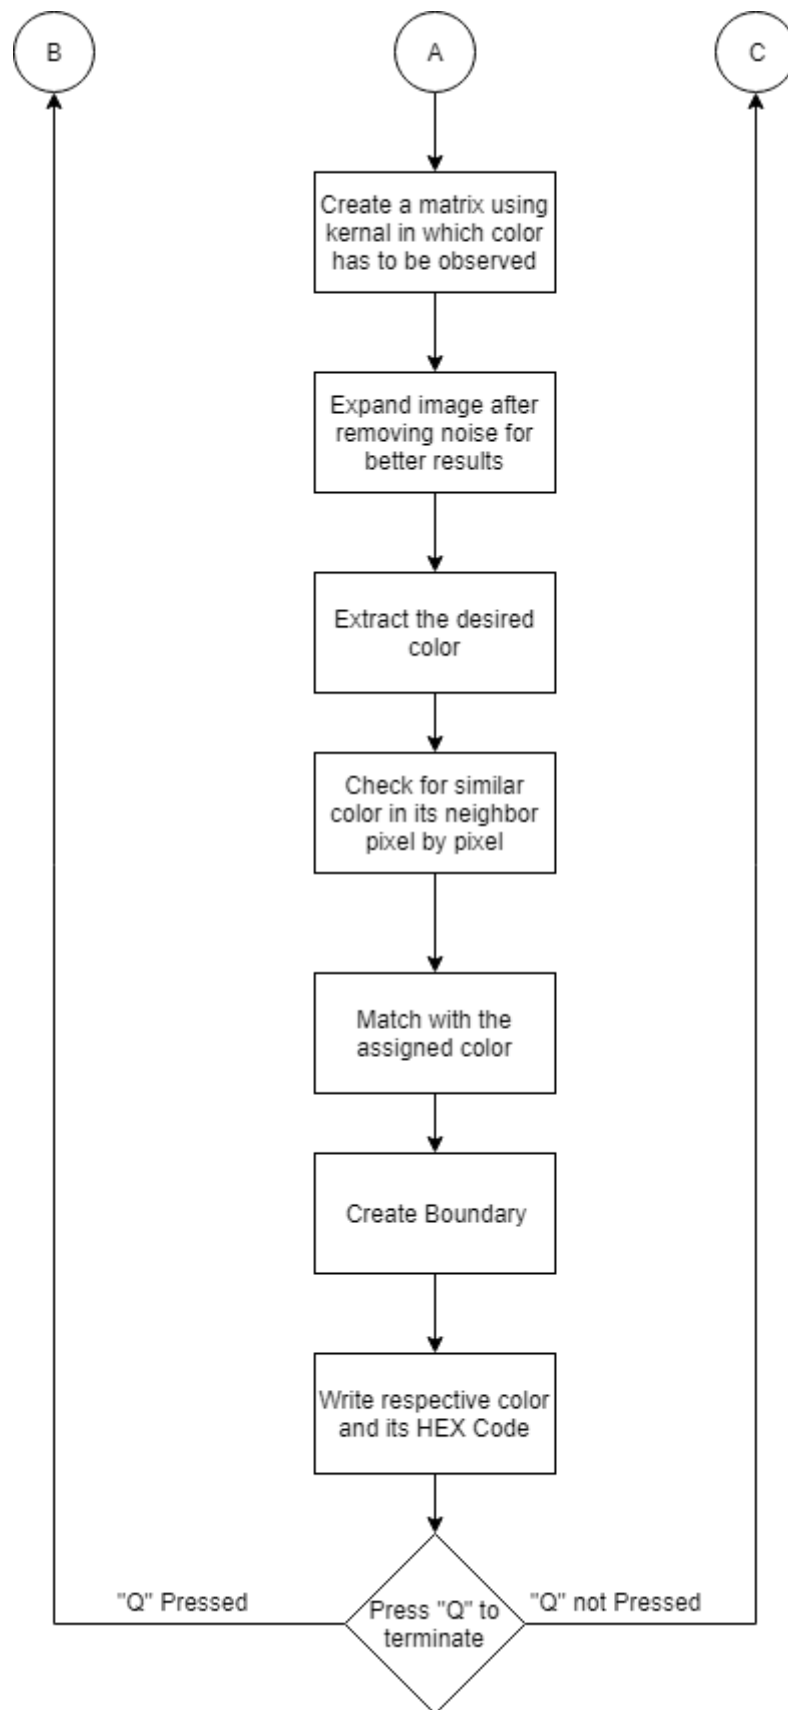 B
A
C
Create a matrix using
kernal in which color
has to be observed
Expand image after
removing noise for
better results
Extract the desired
color
Check for similar
color in its neighbor
pixel by pixel
Match with the
assigned color
Create Boundary
Write respective color
and its HEX Code
"Q" Pressed
Press "Q" to
terminate
"Q" not Pressed